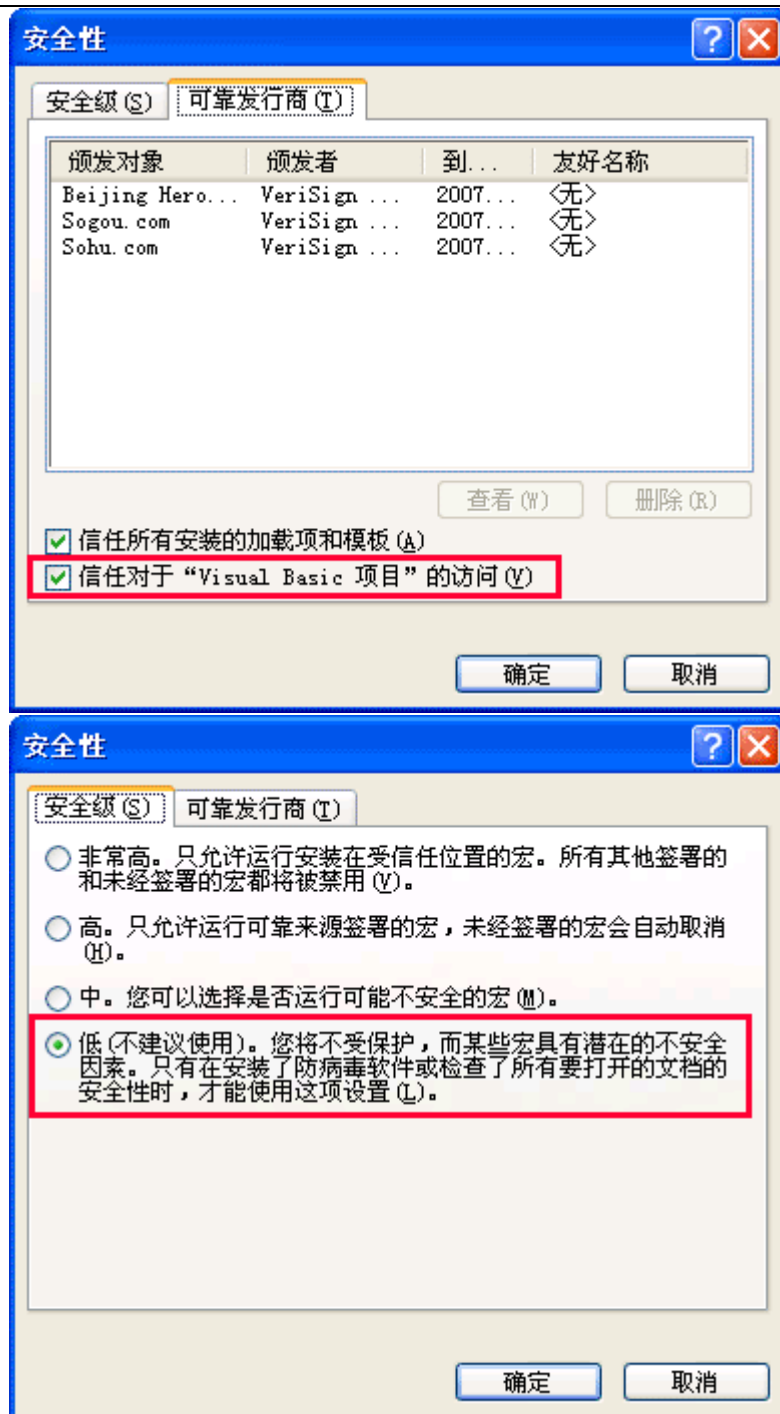 安全性
安全级(S) 可靠发行商(T)
颁发对象 颁发者 到... 友好名称
Beijing Hero... VeriSign ... 2007... <无>
Sogou.com VeriSign ... 2007... <无>
Sohu.com VeriSign ... 2007... <无>
查看(W) 删除(R)
信任所有安装的加载项和模板(A)
信任对于“Visual Basic 项目”的访问(V)
确定 取消
安全性
安全级(S) 可靠发行商(T)
非常高。只允许运行安装在受信任位置的宏。所有其他签署的
和未经签署的宏都将被禁用(V)。
高。只允许运行可靠来源签署的宏，未经签署的宏会自动取消
(H)。
中。您可以选择是否运行可能不安全的宏(M)。
低(不建议使用)。您将不受保护，而某些宏具有潜在的不安全
因素。只有在安装了防病毒软件或检查了所有要打开的文档的
安全性时，才能使用这项设置(L)。
确定 取消